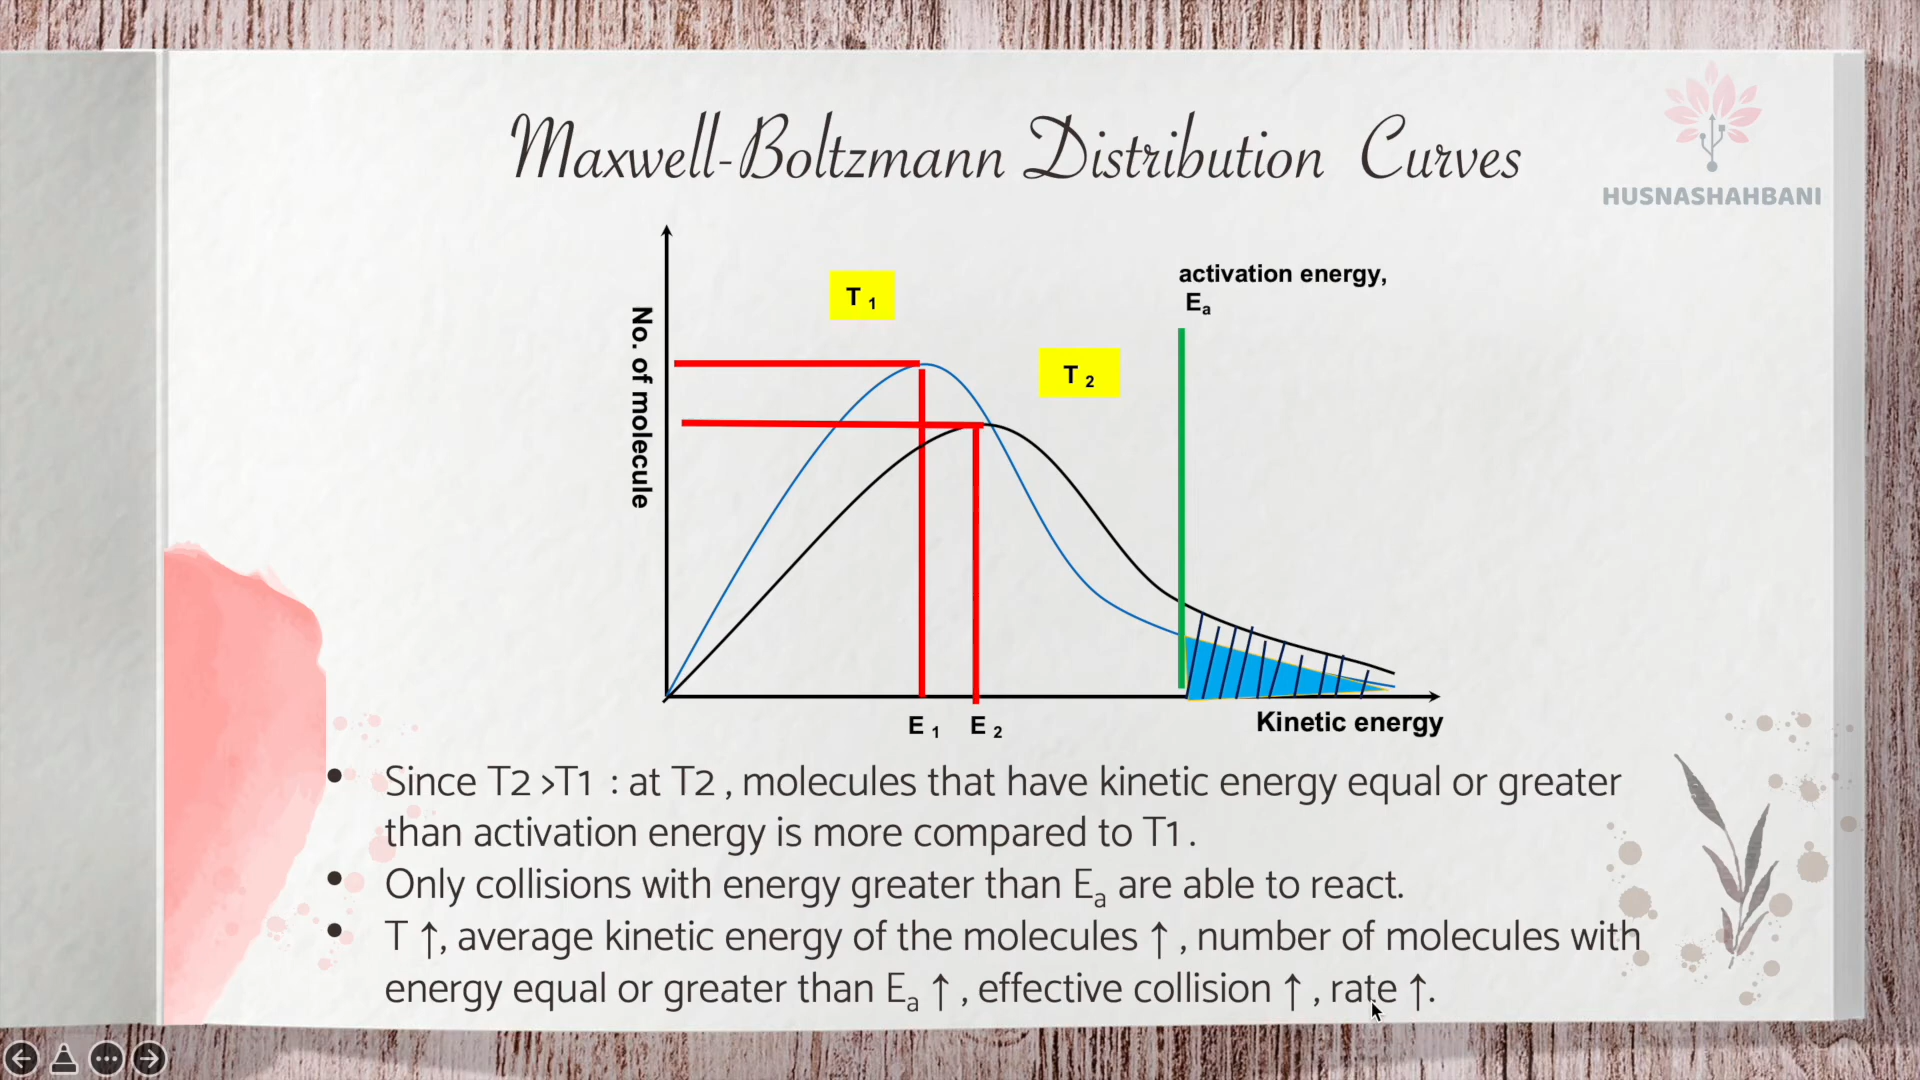 Maxwell-Boltzmann Distribution Curves
HUSNASHAHBANI
T 1
T 2
activation energy,
Ea
No. of molecule
E 1 E 2
Kinetic energy
• Since T2 >T1 : at T2 , molecules that have kinetic energy equal or greater
than activation energy is more compared to T1 .
• Only collisions with energy greater than Ea are able to react.
• T ↑, average kinetic energy of the molecules ↑ , number of molecules with
energy equal or greater than Ea ↑ , effective collision ↑ , rate ↑.